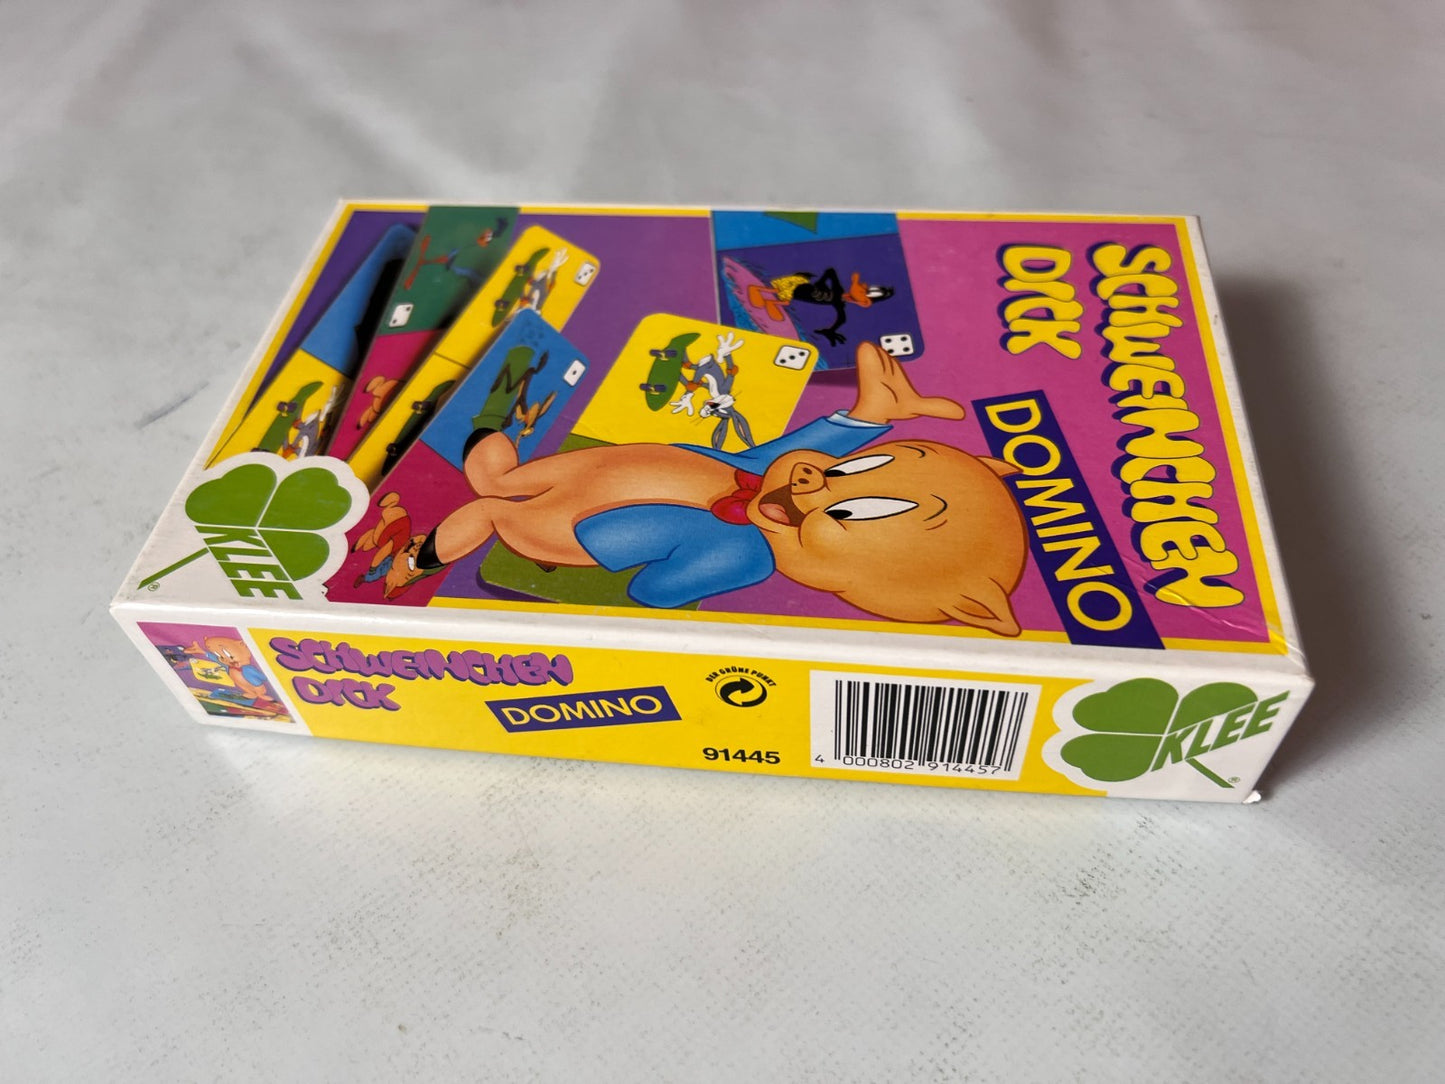 SCHWEINCHEN
DICK
DOMINO
KLEE
®
SCHWEINCHEN
DICK
DOMINO
DER GRÜNE PUNKT
91445
4 000802 914457
KLEE
®